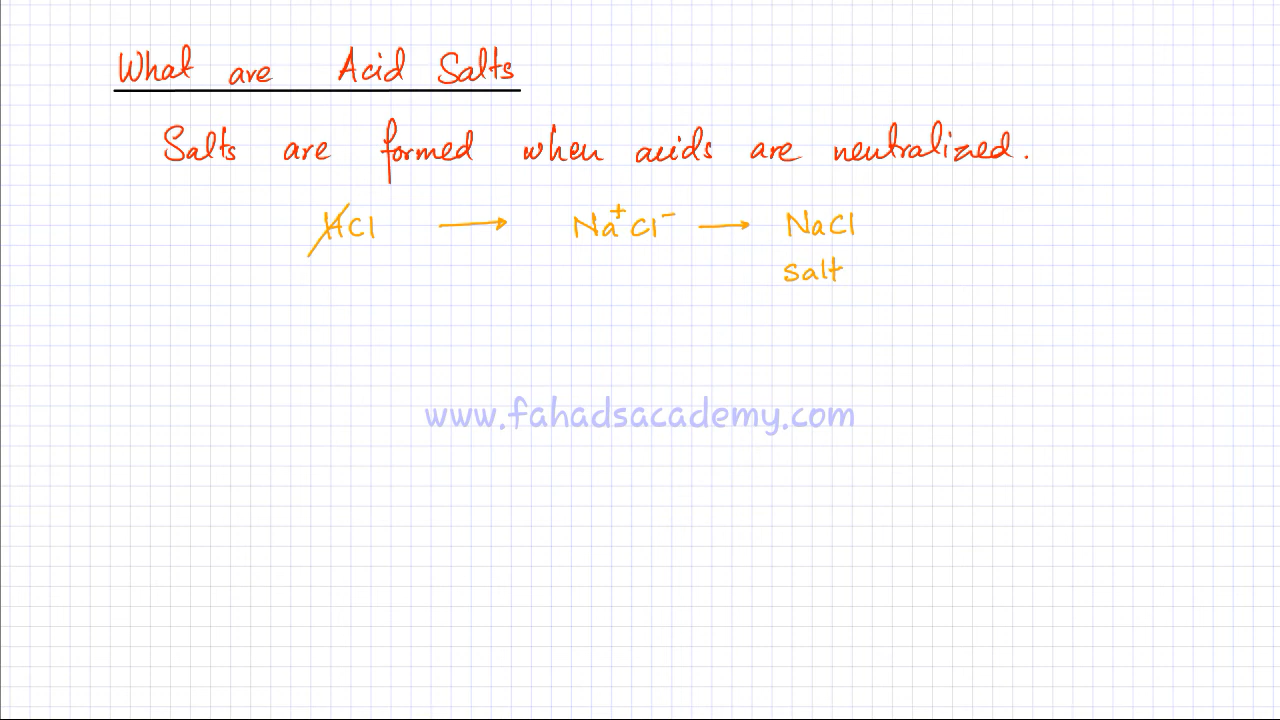 What are Acid Salts
Salts are formed when acids are neutralized.
HCl ⟶ Na⁺Cl⁻ ⟶ NaCl
salt
www.fahadsacademy.com